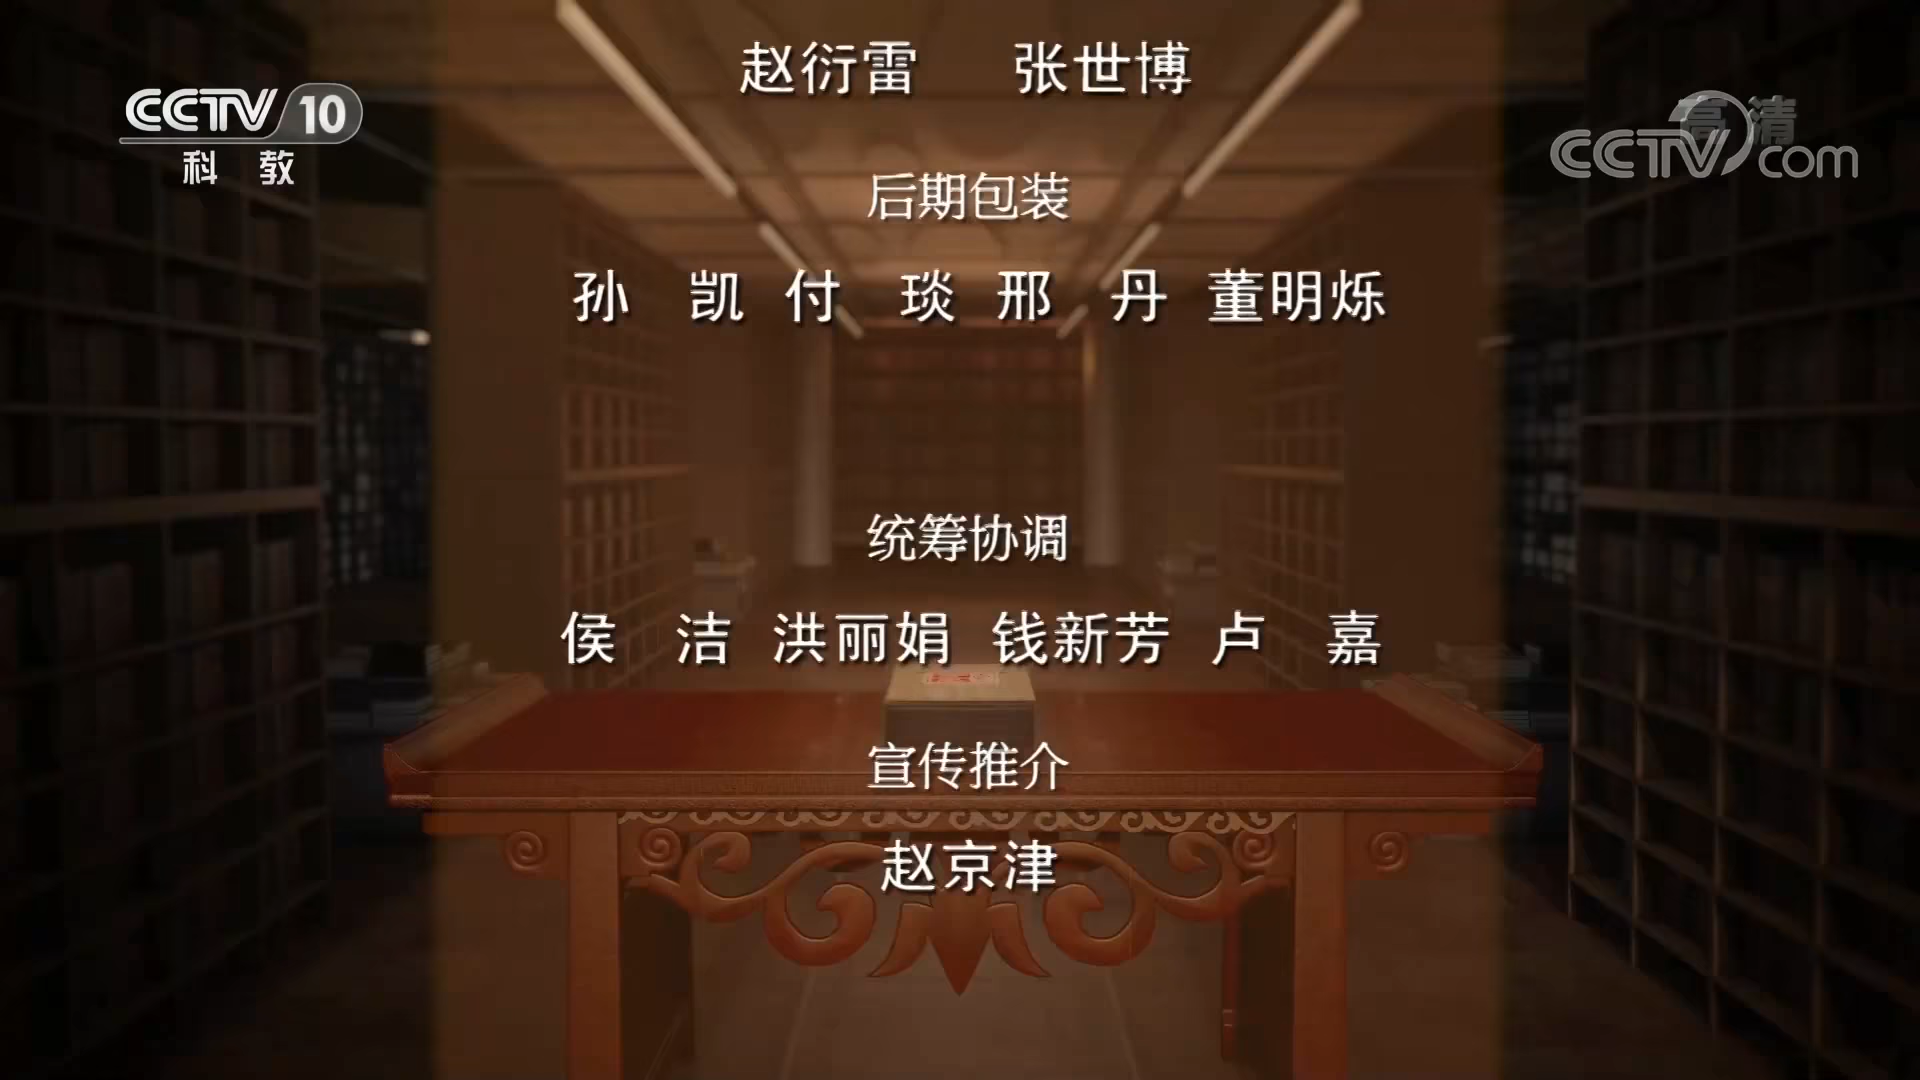 赵衍雷 张世博
CCTV 10
科 教
高清
CCTV com
后期包装
孙 凯 付 琰 邢 丹 董明烁
统筹协调
侯 洁 洪丽娟 钱新芳 卢 嘉
宣传推介
赵京津